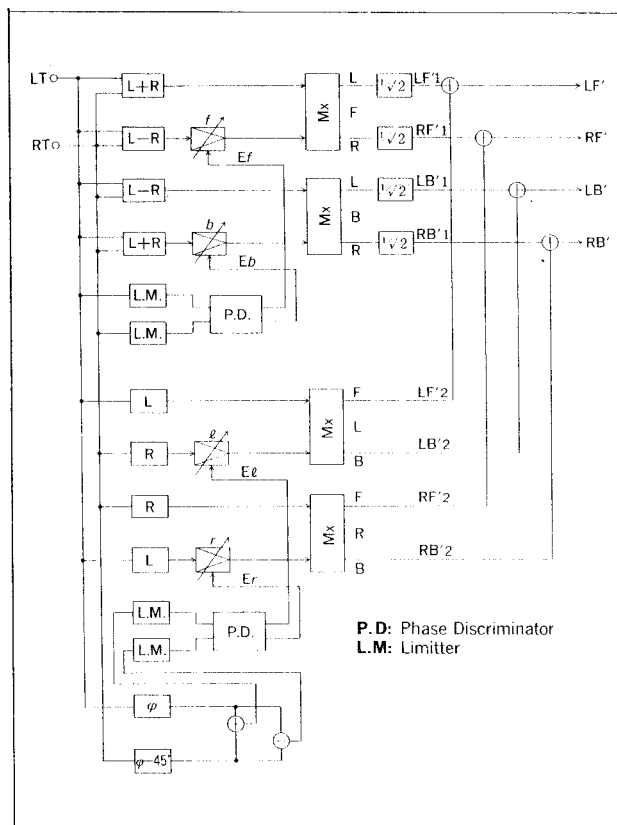 LT L+R L 1/√2 LF'1 LF'
Mx F
f
RT L−R R 1/√2 RF'1 RF'
Ef
L−R L 1/√2 LB'1 LB'
Mx B
b
L+R R 1/√2 RB'1 RB'
Eb
L.M.
P.D.
L.M.
L F LF'2
Mx L
ℓ
R B LB'2
Eℓ
R F RF'2
Mx R
r
L B RB'2
Er
L.M.
P.D.
L.M.
P.D: Phase Discriminator
L.M: Limitter
φ
φ−45°